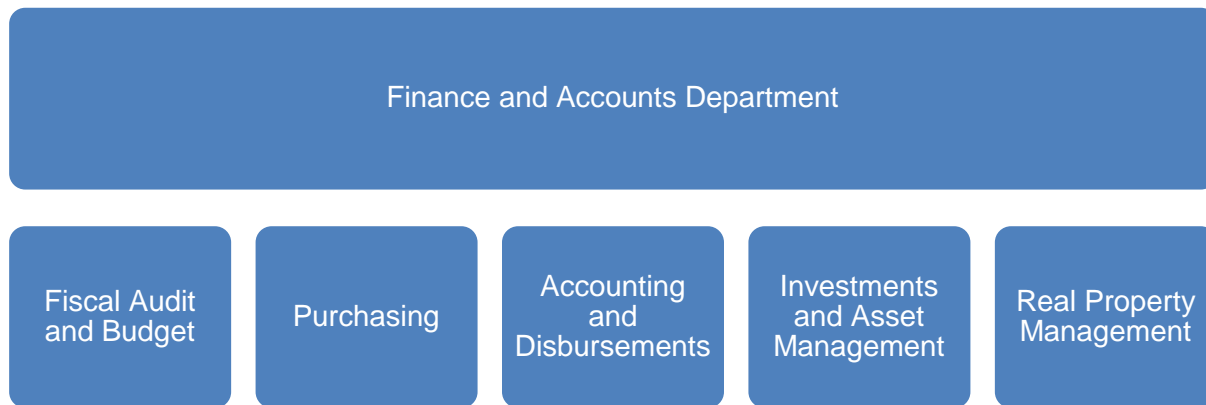 Finance and Accounts Department
Fiscal Audit
and Budget
Purchasing
Accounting
and
Disbursements
Investments
and Asset
Management
Real Property
Management